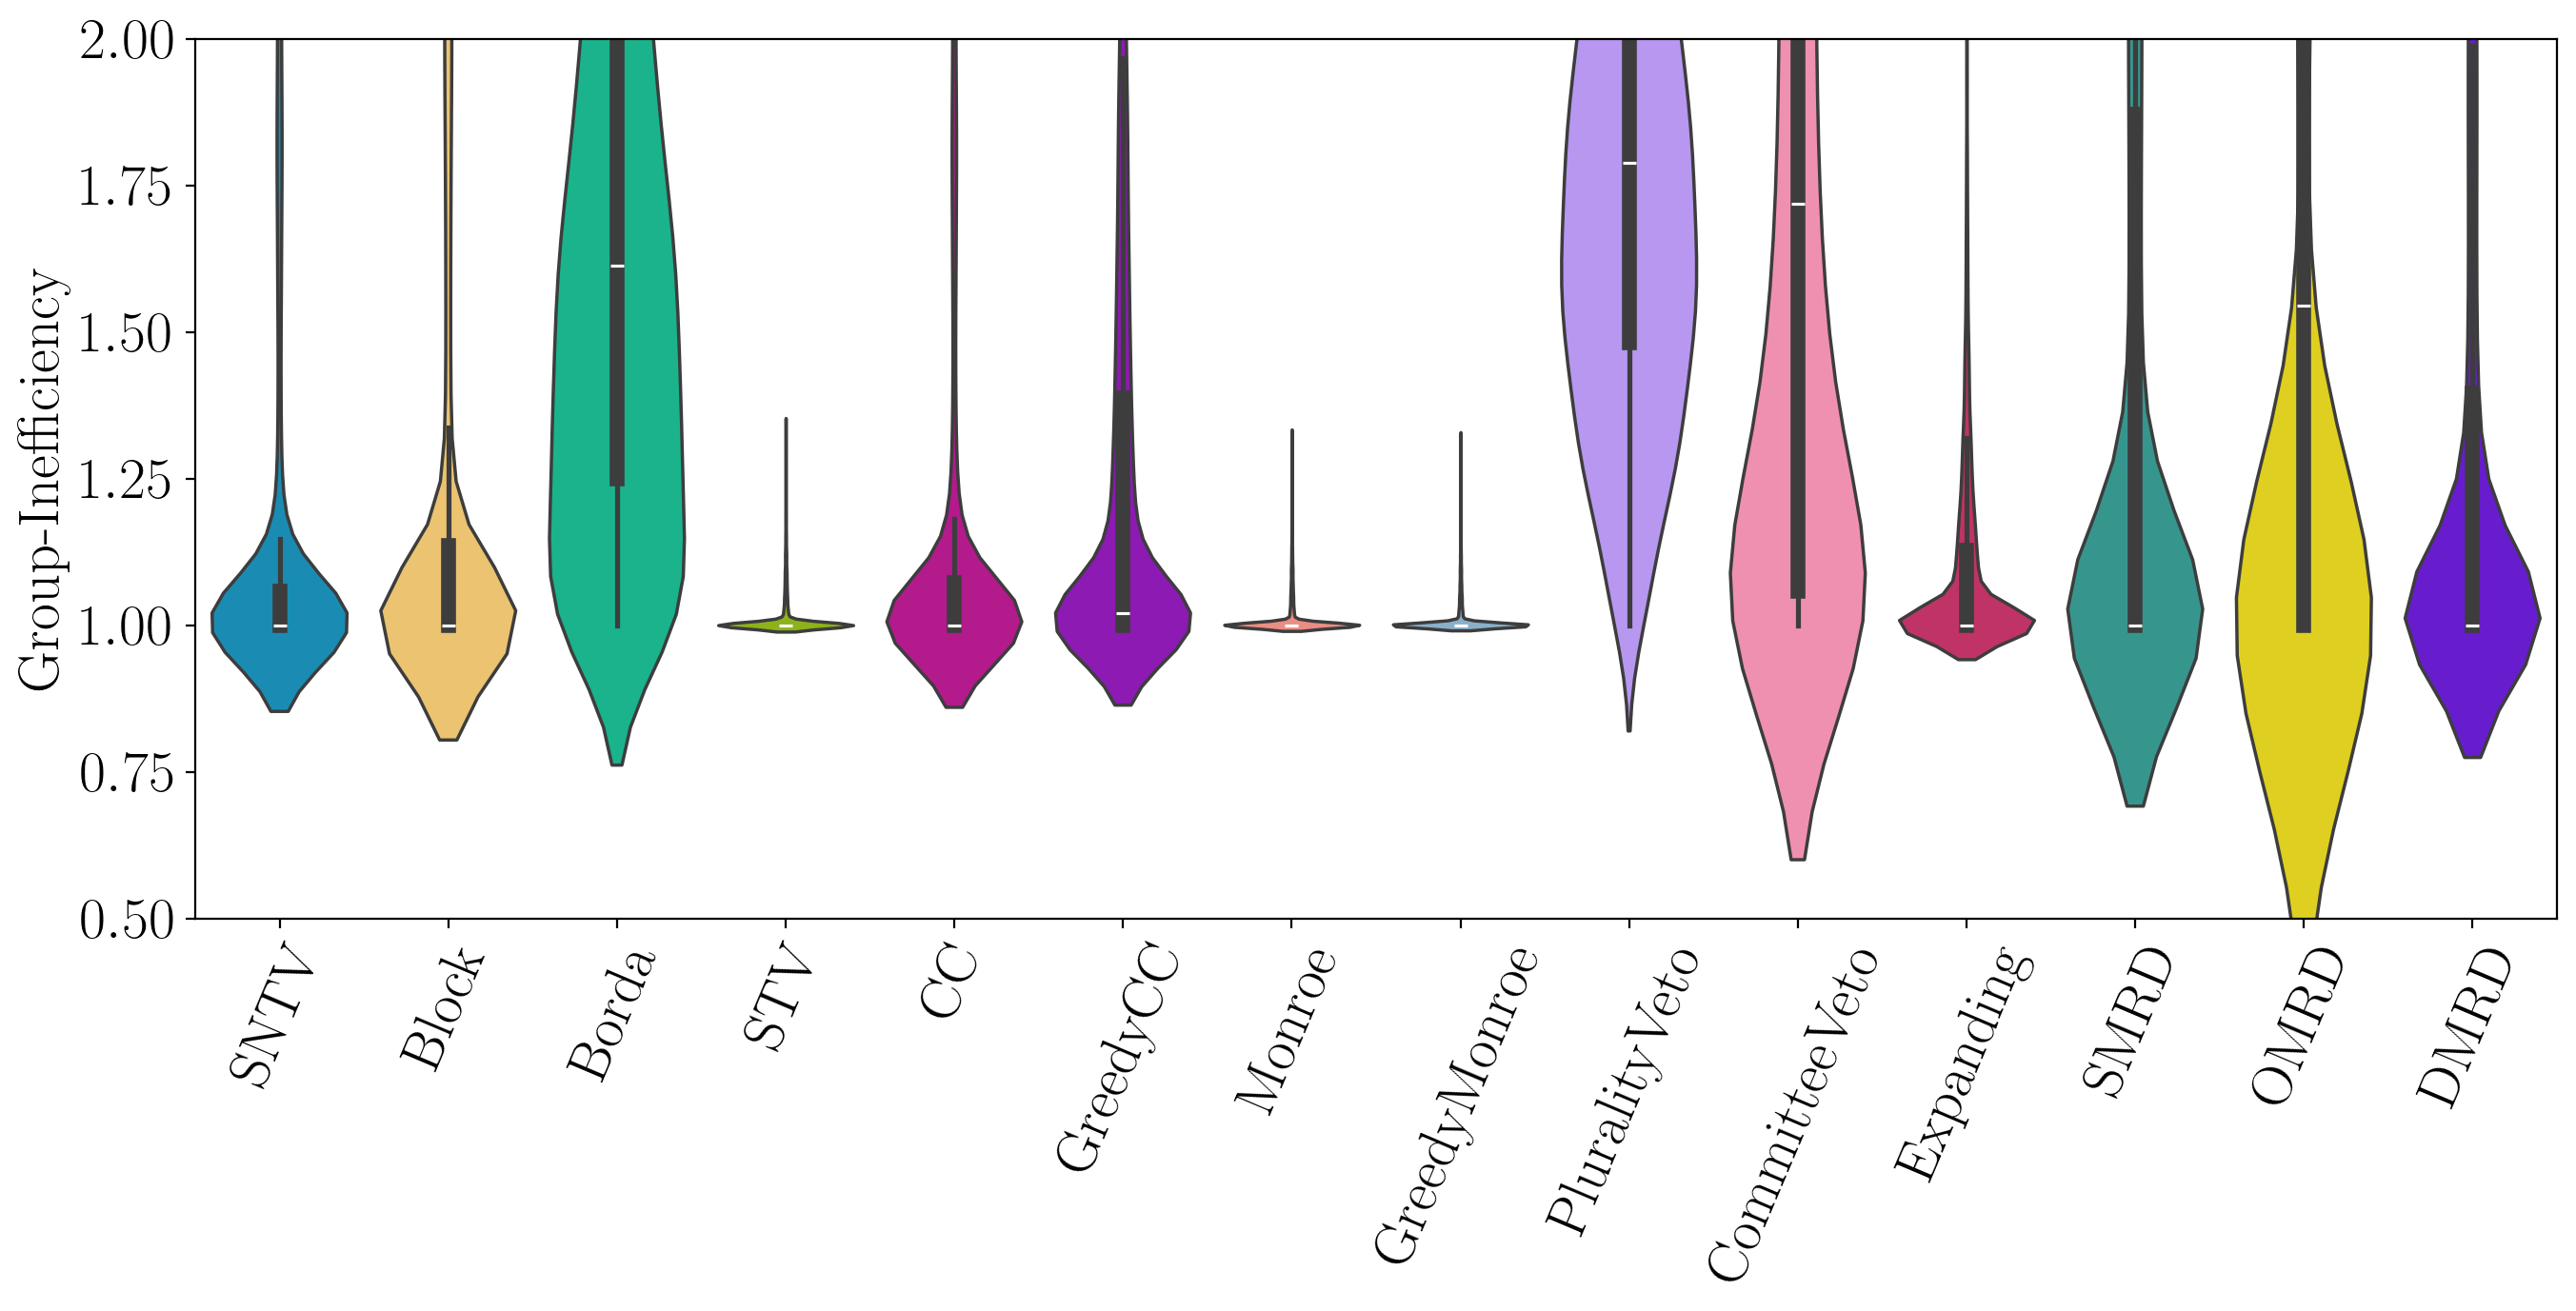 Group-Inefficiency
2.00
1.75
1.50
1.25
1.00
0.75
0.50
SNTV
Block
Borda
STV
CC
GreedyCC
Monroe
GreedyMonroe
PluralityVeto
CommitteeVeto
Expanding
SMRD
OMRD
DMRD